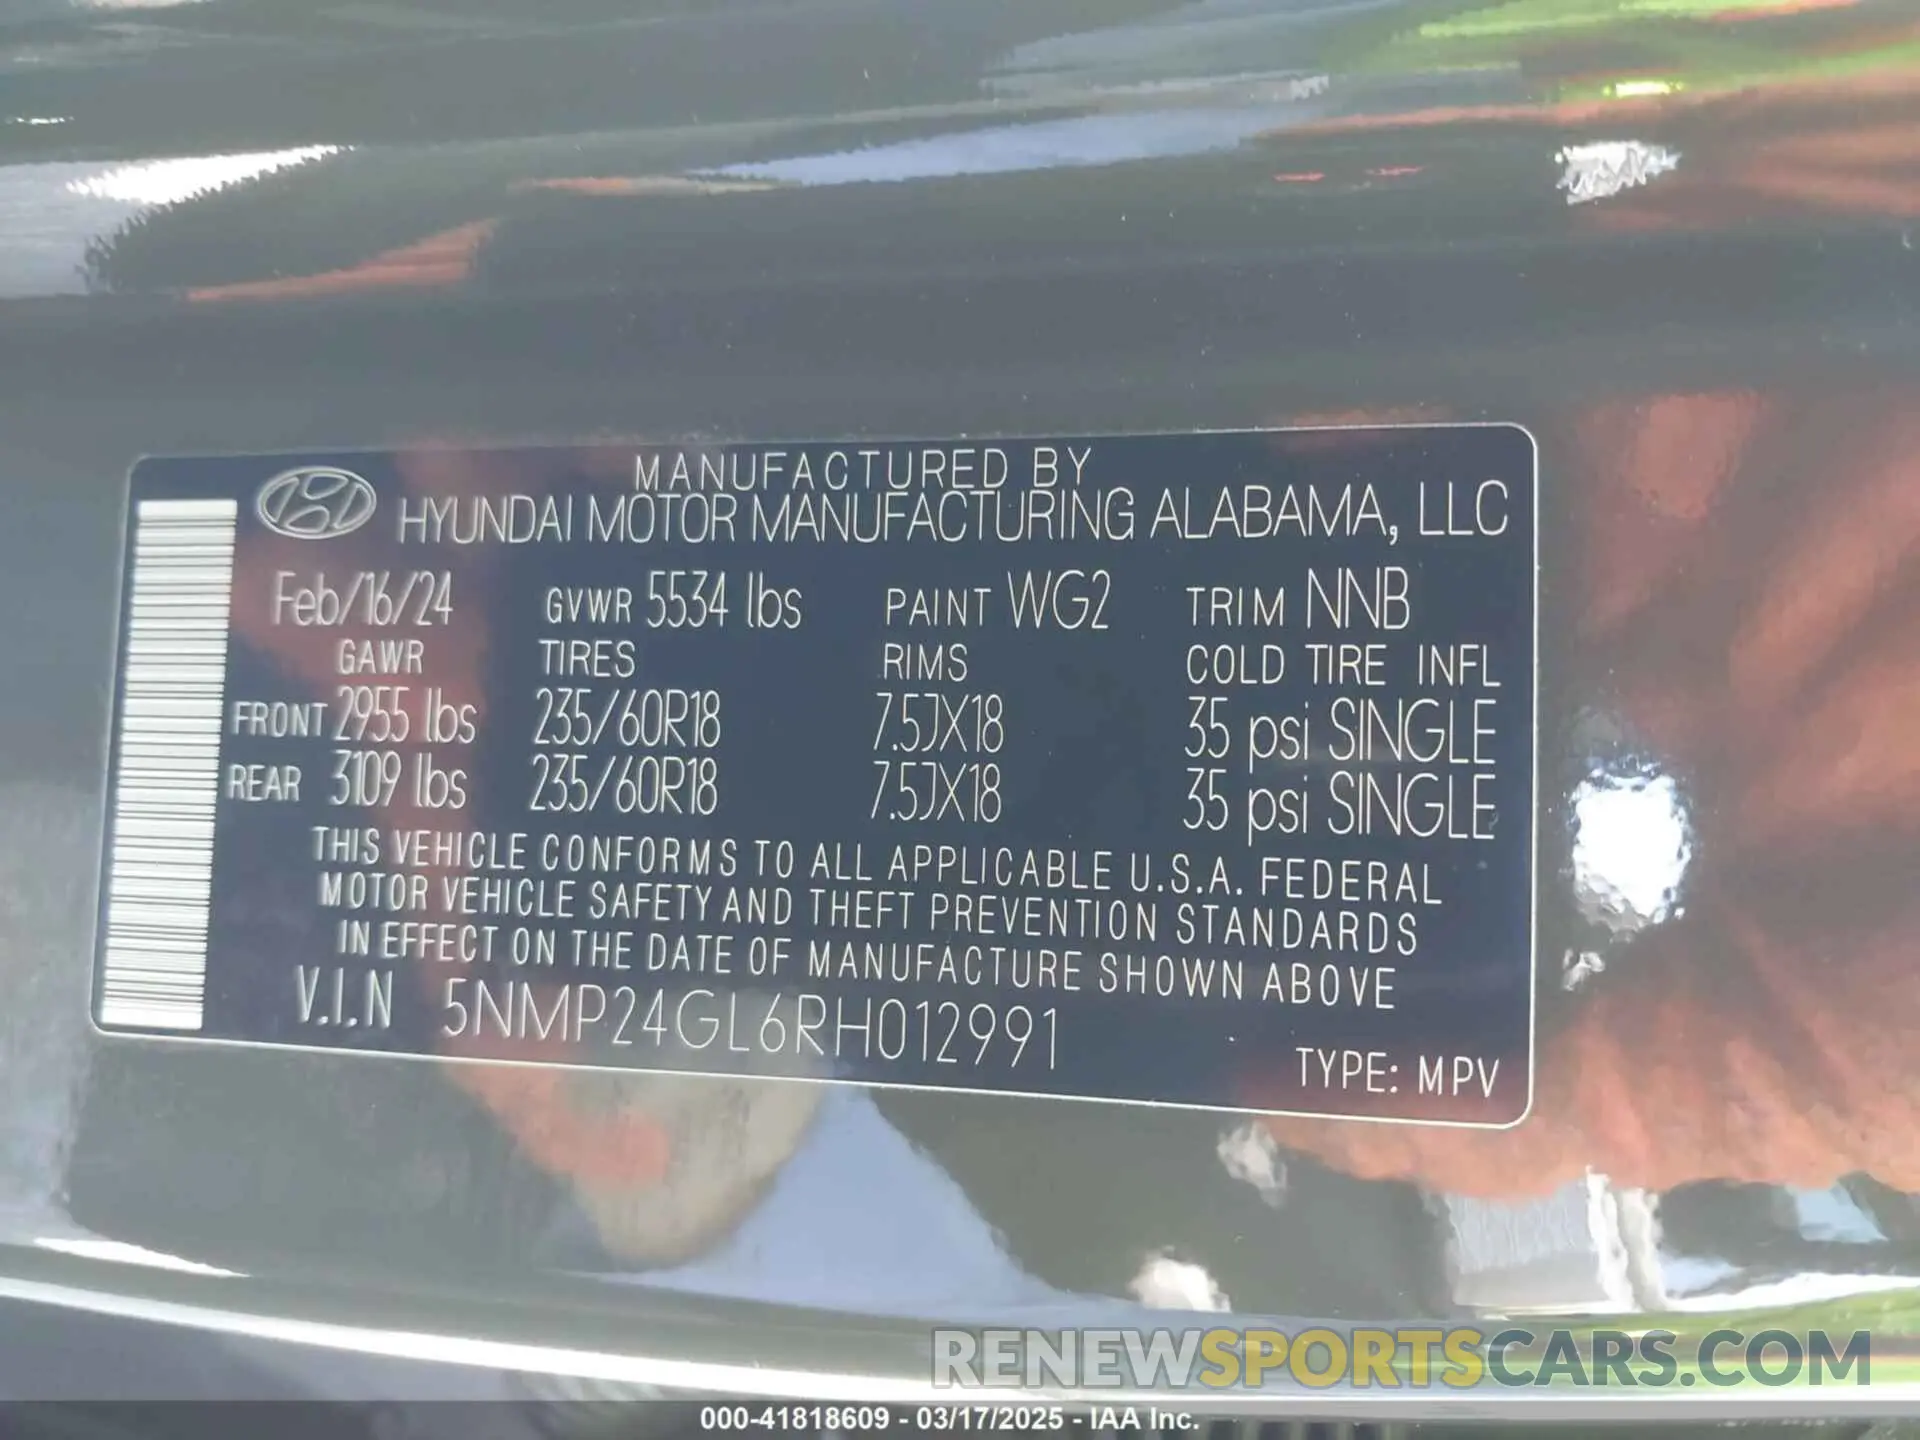 MANUFACTURED BY
HYUNDAI MOTOR MANUFACTURING ALABAMA, LLC
Feb/16/24 GVWR 5534 lbs PAINT WG2 TRIM NNB
GAWR TIRES RIMS COLD TIRE INFL
FRONT 2955 lbs 235/60R18 7.5JX18 35 psi SINGLE
REAR 3109 lbs 235/60R18 7.5JX18 35 psi SINGLE
THIS VEHICLE CONFORMS TO ALL APPLICABLE U.S.A. FEDERAL
MOTOR VEHICLE SAFETY AND THEFT PREVENTION STANDARDS
IN EFFECT ON THE DATE OF MANUFACTURE SHOWN ABOVE
V.I.N 5NMP24GL6RH012991
TYPE: MPV
RENEWSPORTSCARS.COM
000-41818609 - 03/17/2025 - IAA Inc.